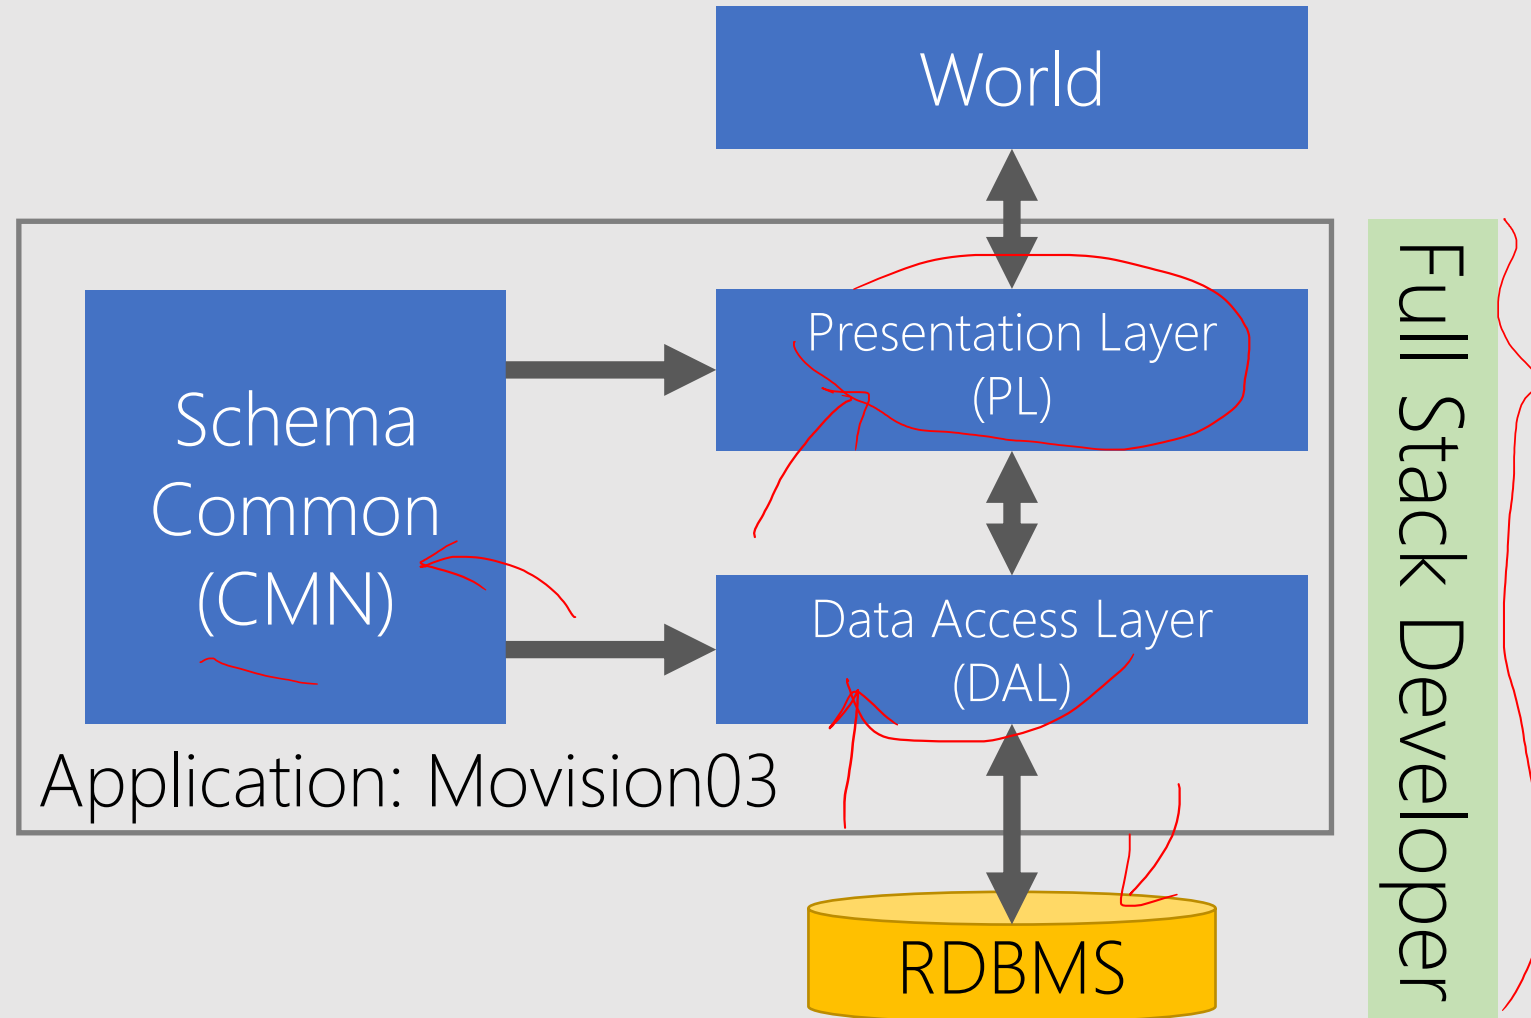 World
Presentation Layer
(PL)
Schema
Common
(CMN)
Data Access Layer
(DAL)
Application: Movision03
RDBMS
Full Stack Developer